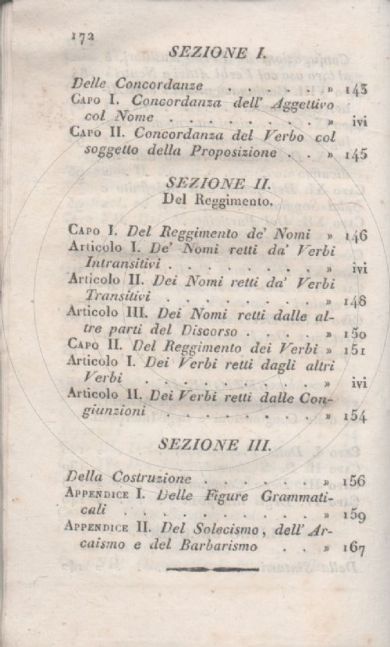 172
SEZIONE I.
Delle Concordanze . . . . . » 143
CAPO I. Concordanza dell' Aggettivo
col Nome . . . . . . . » ivi
CAPO II. Concordanza del Verbo col
soggetto della Proposizione . . » 145
SEZIONE II.
Del Reggimento.
CAPO I. Del Reggimento de' Nomi » 146
Articolo I. De' Nomi retti da' Verbi
Intransitivi . . . . . . . » ivi
Articolo II. Dei Nomi retti da' Verbi
Transitivi . . . . . . . » 148
Articolo III. Dei Nomi retti dalle al-
tre parti del Discorso . . . . » 150
CAPO II. Del Reggimento dei Verbi » 151
Articolo I. Dei Verbi retti dagli altri
Verbi . . . . . . . . » ivi
Articolo II. Dei Verbi retti dalle Con-
giunzioni . . . . . . . » 154
SEZIONE III.
Della Costruzione . . . . . » 156
APPENDICE I. Delle Figure Grammati-
cali . . . . . . . . . » 159
APPENDICE II. Del Solecismo, dell' Ar-
caismo e del Barbarismo . . » 167